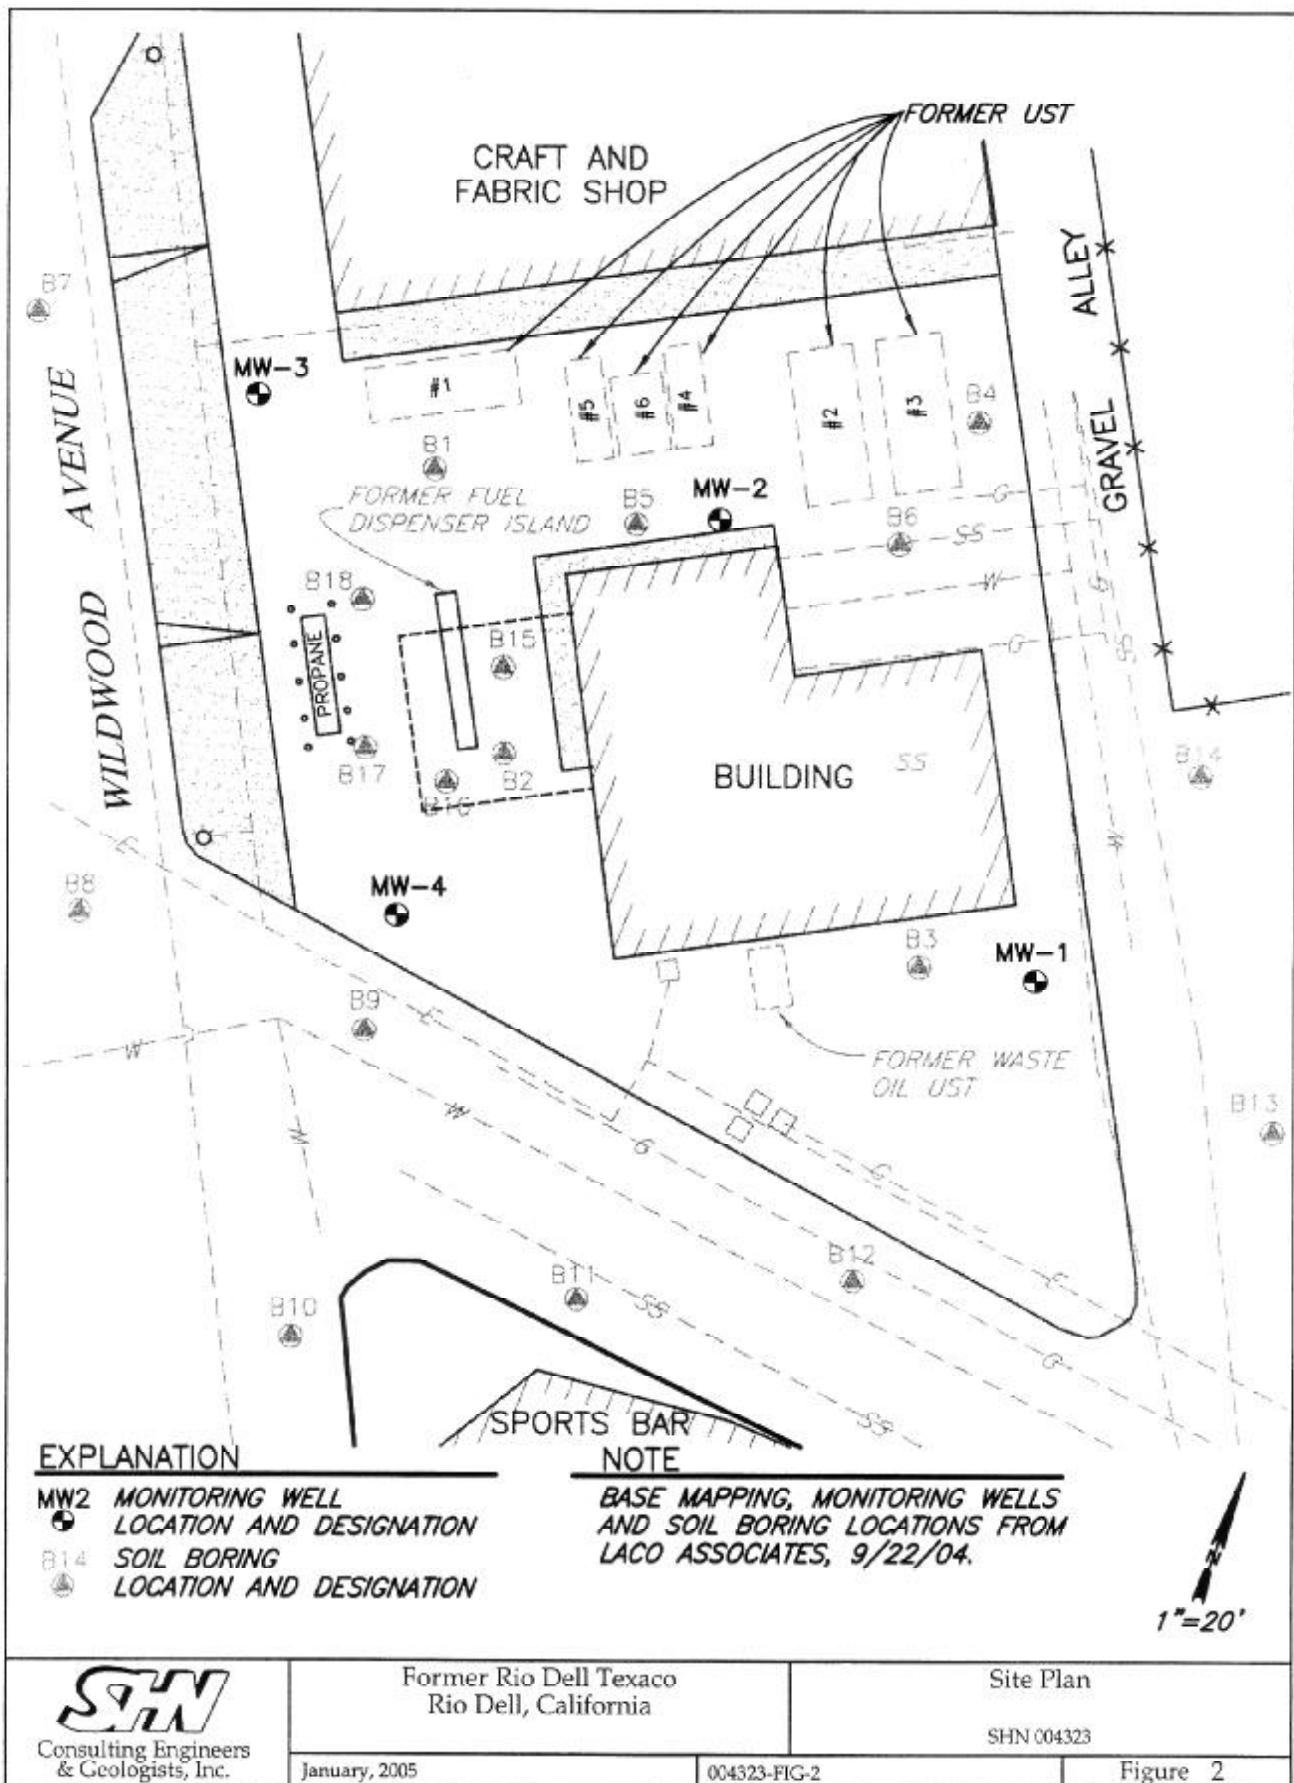 FORMER UST
CRAFT AND
FABRIC SHOP
GRAVEL ALLEY
B7
WILDWOOD AVENUE
MW-3
#1
#5
#6
#4
#2
#3
B4
B1
FORMER FUEL
DISPENSER ISLAND
B5
MW-2
B6
G
SS
W
G
G
SS
B18
PROPANE
B15
B17
B16
B2
BUILDING
SS
B14
W
G
B8
MW-4
B3
MW-1
B9
W
W
W
G
G
FORMER WASTE
OIL UST
B13
B10
B11
B12
SS
G
SS
SPORTS BAR
EXPLANATION
MW2 MONITORING WELL
LOCATION AND DESIGNATION
B14 SOIL BORING
LOCATION AND DESIGNATION
NOTE
BASE MAPPING, MONITORING WELLS
AND SOIL BORING LOCATIONS FROM
LACO ASSOCIATES, 9/22/04.
N
1"=20'
SHN
Consulting Engineers
& Geologists, Inc.
Former Rio Dell Texaco
Rio Dell, California
Site Plan
SHN 004323
January, 2005
004323-FIG-2
Figure 2